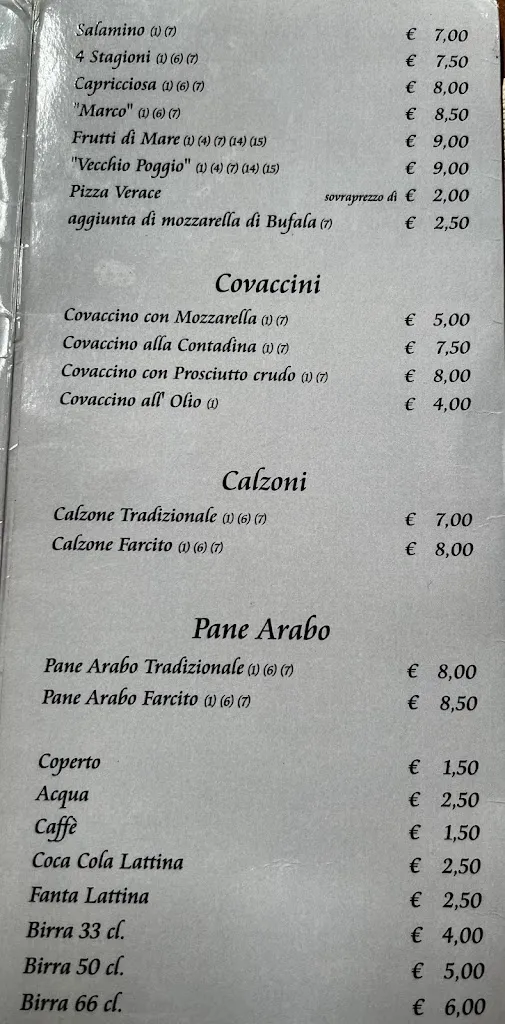 Salamino (1) (7) € 7,00
4 Stagioni (1) (6) (7) € 7,50
Capricciosa (1) (6) (7) € 8,00
"Marco" (1) (6) (7) € 8,50
Frutti di Mare (1) (4) (7) (14) (15) € 9,00
"Vecchio Poggio" (1) (4) (7) (14) (15) € 9,00
Pizza Verace sovraprezzo di € 2,00
aggiunta di mozzarella di Bufala (7) € 2,50
Covaccini
Covaccino con Mozzarella (1) (7) € 5,00
Covaccino alla Contadina (1) (7) € 7,50
Covaccino con Prosciutto crudo (1) (7) € 8,00
Covaccino all' Olio (1) € 4,00
Calzoni
Calzone Tradizionale (1) (6) (7) € 7,00
Calzone Farcito (1) (6) (7) € 8,00
Pane Arabo
Pane Arabo Tradizionale (1) (6) (7) € 8,00
Pane Arabo Farcito (1) (6) (7) € 8,50
Coperto € 1,50
Acqua € 2,50
Caffè € 1,50
Coca Cola Lattina € 2,50
Fanta Lattina € 2,50
Birra 33 cl. € 4,00
Birra 50 cl. € 5,00
Birra 66 cl. € 6,00